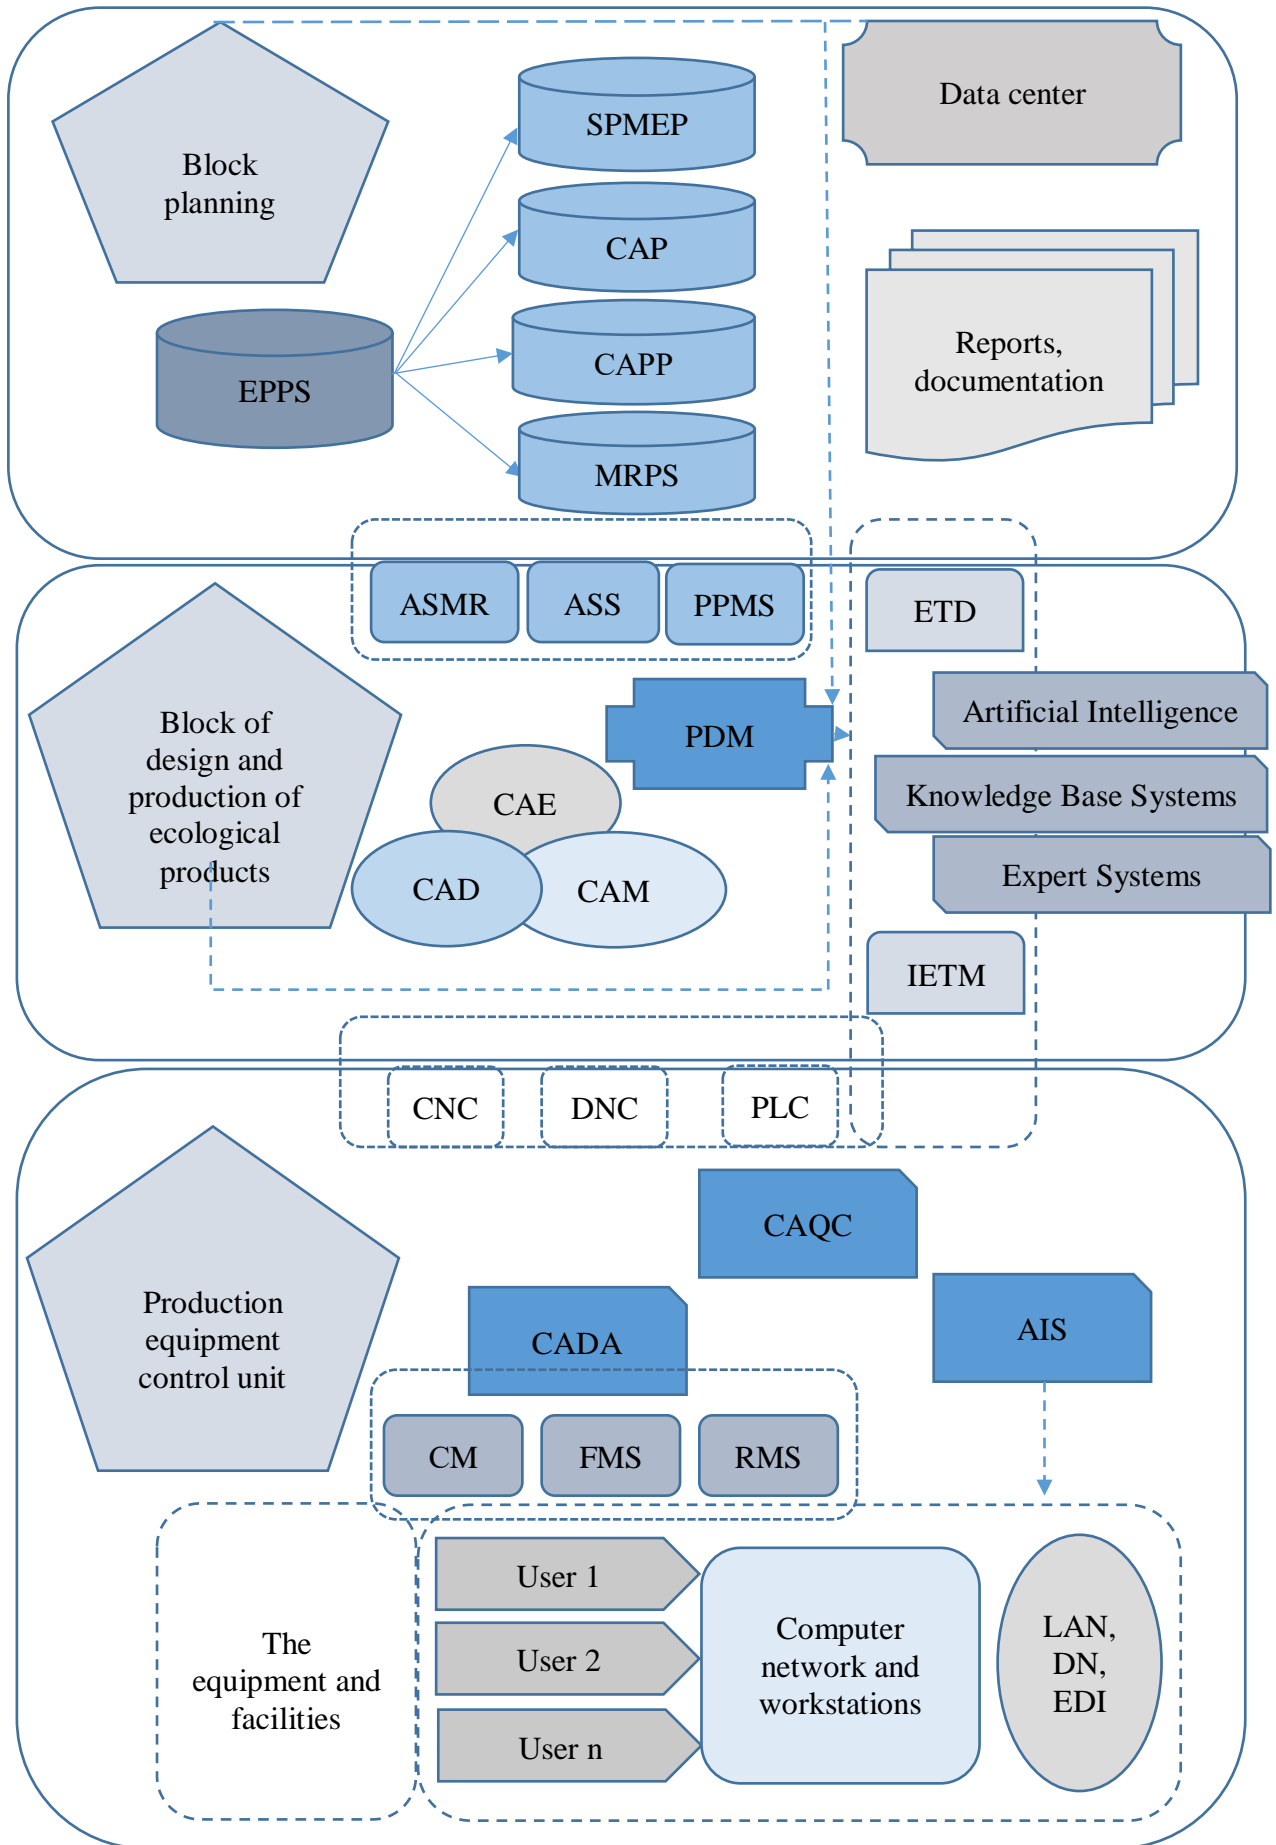 Data center
SPMEP
Block
planning
CAP
Reports,
documentation
CAPP
EPPS
MRPS
ASMR
ASS
PPMS
ETD
Block of
design and
production of
ecological
products
PDM
Artificial Intelligence
CAE
Knowledge Base Systems
CAD
CAM
Expert Systems
IETM
CNC
DNC
PLC
CAQC
Production
equipment
control unit
CADA
AIS
CM
FMS
RMS
User 1
User 2
User n
The
equipment and
facilities
Computer
network and
workstations
LAN,
DN,
EDI